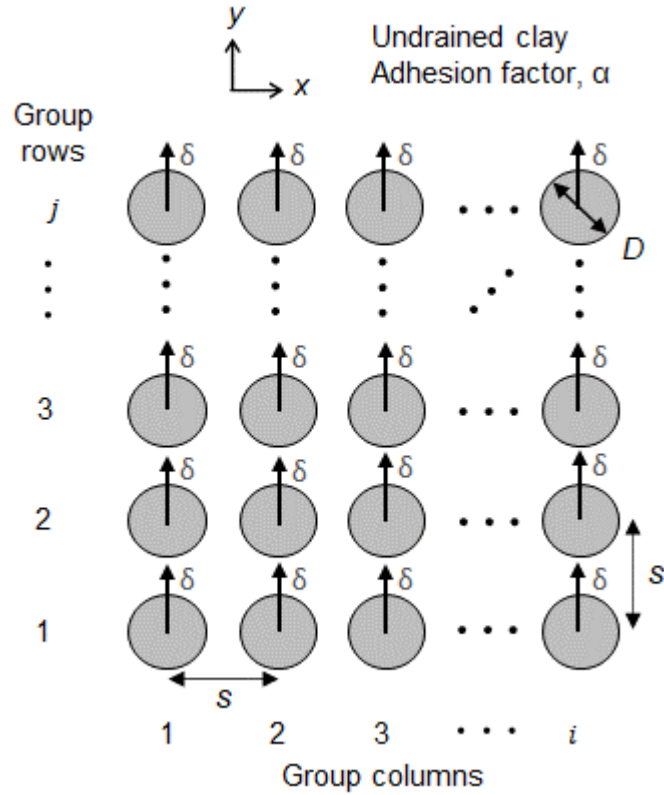 y
x
Undrained clay
Adhesion factor, α
Group
rows
δ δ δ δ
j
D
δ δ δ δ
3
δ δ δ δ
2
s
δ δ δ δ
1
s
1 2 3 i
Group columns